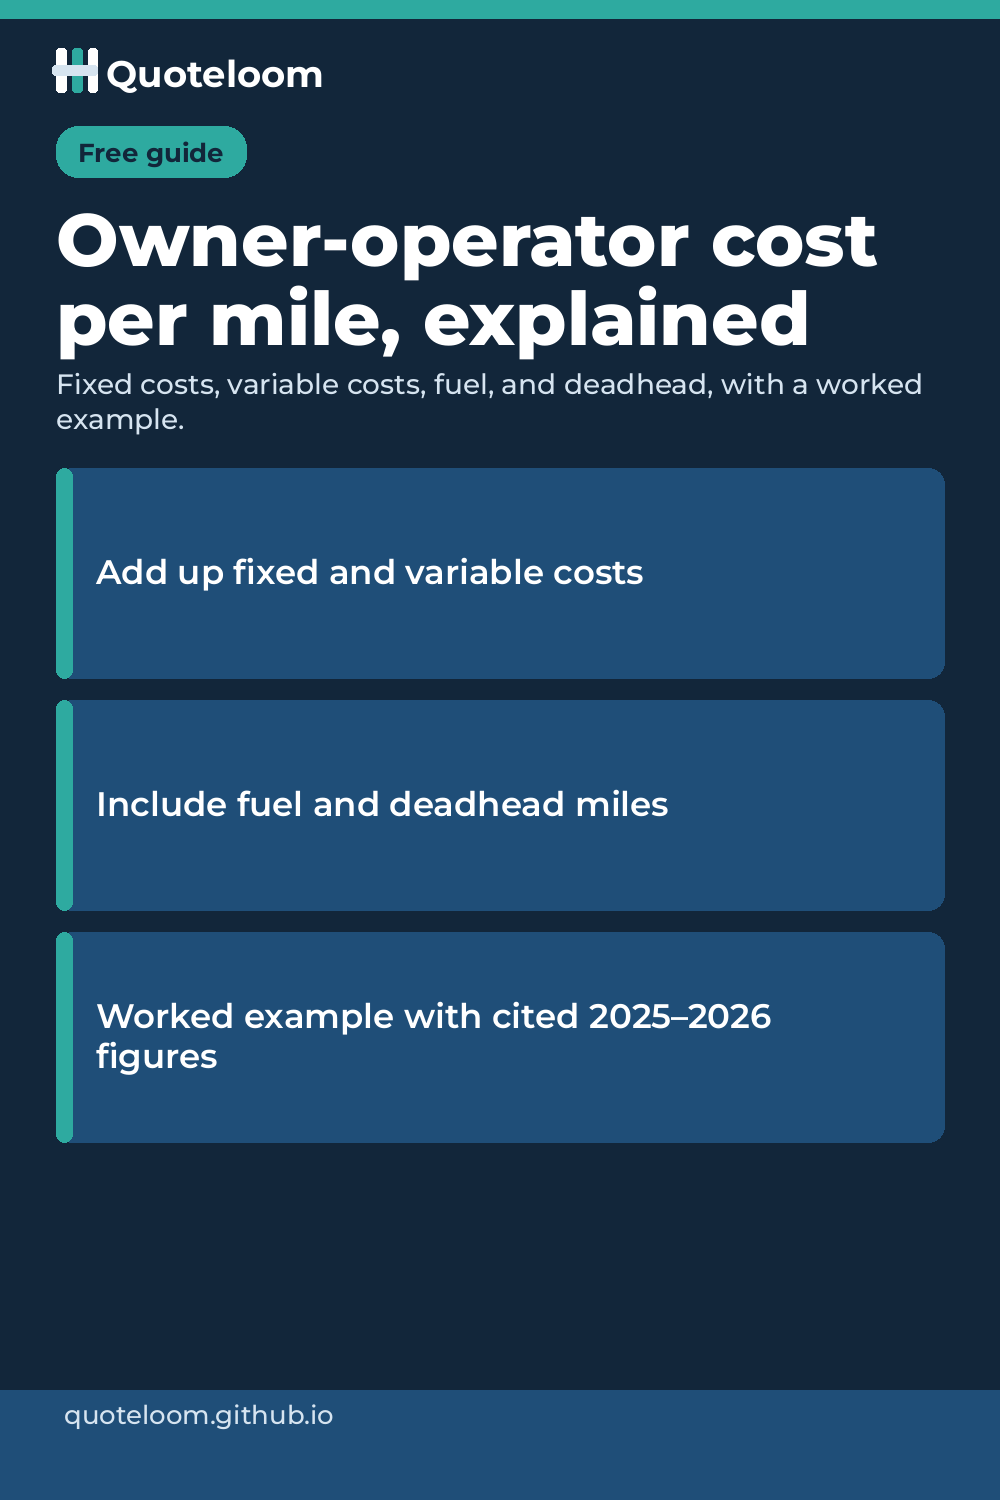 Quoteloom
Free guide
Owner-operator cost
per mile, explained
Fixed costs, variable costs, fuel, and deadhead, with a worked
example.
Add up fixed and variable costs
Include fuel and deadhead miles
Worked example with cited 2025–2026
figures
quoteloom.github.io